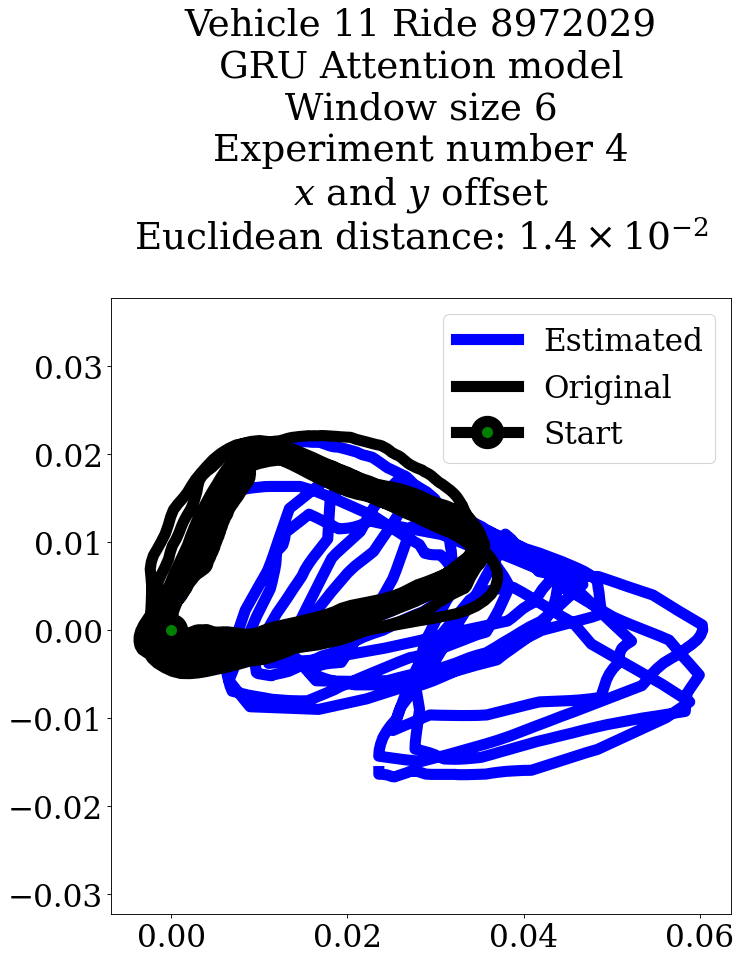 Vehicle 11 Ride 8972029
GRU Attention model
Window size 6
Experiment number 4
x and y offset
Euclidean distance: 1.4 × 10⁻²
Estimated
Original
Start
0.03
0.02
0.01
0.00
−0.01
−0.02
−0.03
0.00 0.02 0.04 0.06